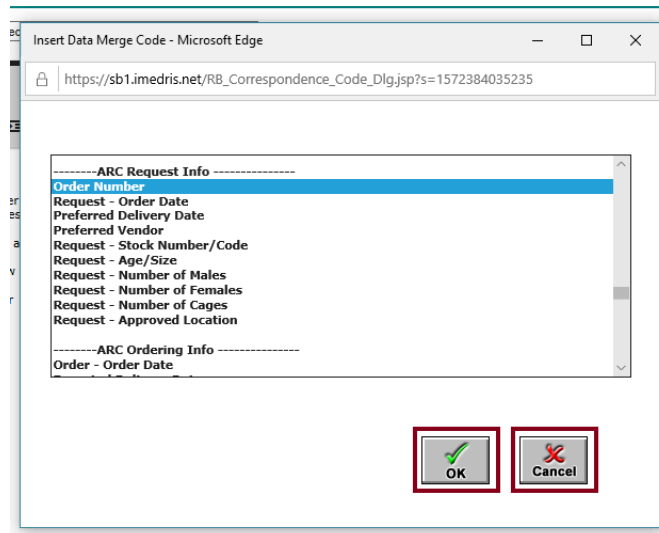 Insert Data Merge Code - Microsoft Edge
https://sb1.imedris.net/RB_Correspondence_Code_Dlg.jsp?s=1572384035235
--------ARC Request Info ---------------
Order Number
Request - Order Date
Preferred Delivery Date
Preferred Vendor
Request - Stock Number/Code
Request - Age/Size
Request - Number of Males
Request - Number of Females
Request - Number of Cages
Request - Approved Location
--------ARC Ordering Info ---------------
Order - Order Date
OK
Cancel